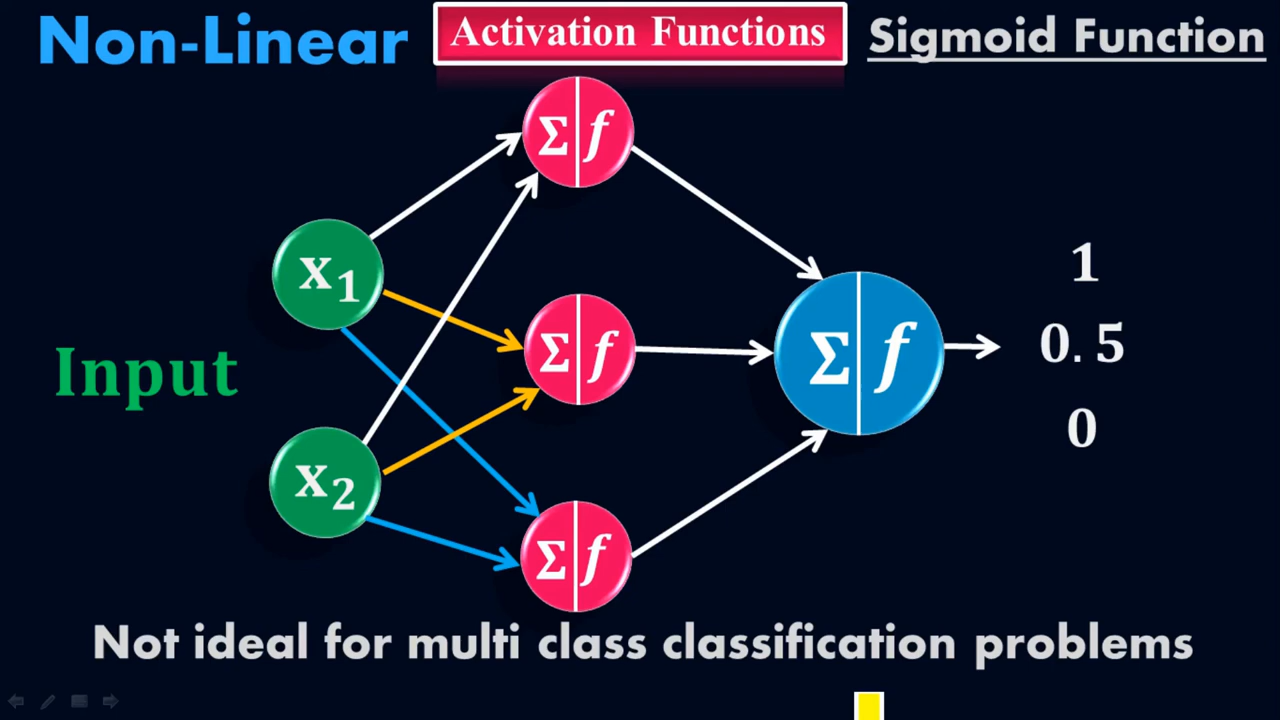 Non-Linear Activation Functions Sigmoid Function
Σ f
x₁
1
Σ f
Σ f
0.5
Input
0
x₂
Σ f
Not ideal for multi class classification problems